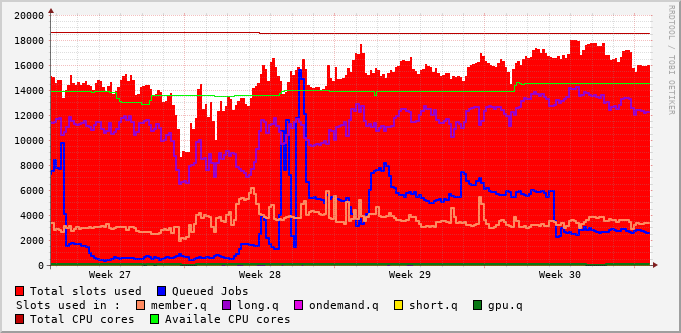 20000
18000
16000
14000
12000
10000
8000
6000
4000
2000
0
Week 27 Week 28 Week 29 Week 30
RRDTOOL / TOBI OETIKER
Total slots used Queued Jobs
Slots used in : member.q long.q ondemand.q short.q gpu.q
Total CPU cores Availale CPU cores